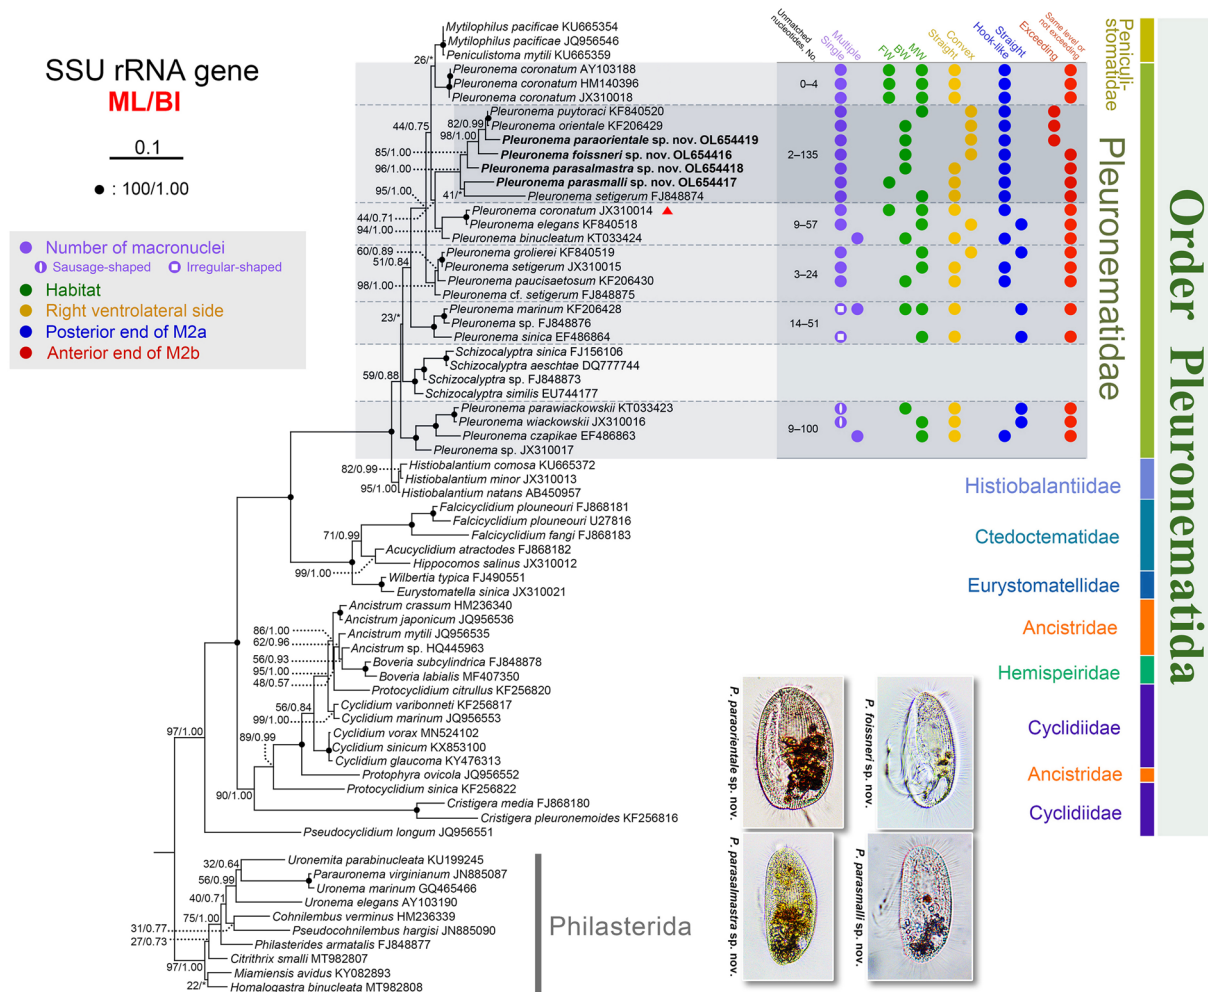 SSU rRNA gene
ML/BI
0.1
: 100/1.00
Number of macronuclei
Sausage-shaped
Irregular-shaped
Habitat
Right ventrolateral side
Posterior end of M2a
Anterior end of M2b
Unmatched
nucleotides, No.
Single
Multiple
FW
BW
MW
Straight
Convex
Hook-like
Straight
Exceeding
Same level or
not exceeding
Mytilophilus pacificae KU665354
Mytilophilus pacificae JQ956546
Peniculistoma mytili KU665359
Pleuronema coronatum AY103188
Pleuronema coronatum HM140396
Pleuronema coronatum JX310018
Pleuronema puytoraci KF840520
Pleuronema orientale KF206429
Pleuronema paraorientale sp. nov. OL654419
Pleuronema foissneri sp. nov. OL654416
Pleuronema parasalmastra sp. nov. OL654418
Pleuronema parasmalli sp. nov. OL654417
Pleuronema setigerum FJ848874
Pleuronema coronatum JX310014
Pleuronema elegans KF840518
Pleuronema binucleatum KT033424
Pleuronema grolierei KF840519
Pleuronema setigerum JX310015
Pleuronema paucisaetosum KF206430
Pleuronema cf. setigerum FJ848875
Pleuronema marinum KF206428
Pleuronema sp. FJ848876
Pleuronema sinica EF486864
Schizocalyptra sinica FJ156106
Schizocalyptra aeschtae DQ777744
Schizocalyptra sp. FJ848873
Schizocalyptra similis EU744177
Pleuronema parawiackowskii KT033423
Pleuronema wiackowskii JX310016
Pleuronema czapikae EF486863
Pleuronema sp. JX310017
Histiobalantium comosa KU665372
Histiobalantium minor JX310013
Histiobalantium natans AB450957
Falcicyclidium plouneouri FJ868181
Falcicyclidium plouneouri U27816
Falcicyclidium fangi FJ868183
Acucyclidium atractodes FJ868182
Hippocomos salinus JX310012
Wilbertia typica FJ490551
Eurystomatella sinica JX310021
Ancistrum crassum HM236340
Ancistrum japonicum JQ956536
Ancistrum mytili JQ956535
Ancistrum sp. HQ445963
Boveria subcylindrica FJ848878
Boveria labialis MF407350
Protocyclidium citrullus KF256820
Cyclidium varibonneti KF256817
Cyclidium marinum JQ956553
Cyclidium vorax MN524102
Cyclidium sinicum KX853100
Cyclidium glaucoma KY476313
Protophyra ovicola JQ956552
Protocyclidium sinica KF256822
Cristigera media FJ868180
Cristigera pleuronemoides KF256816
Pseudocyclidium longum JQ956551
Uronemita parabinucleata KU199245
Parauronema virginianum JN885087
Uronema marinum GQ465466
Uronema elegans AY103190
Cohnilembus verminus HM236339
Pseudocohnilembus hargisi JN885090
Philasterides armatalis FJ848877
Citrithrix smalli MT982807
Miamiensis avidus KY082893
Homalogastra binucleata MT982808
26/*
44/0.75
82/0.99
98/1.00
85/1.00
96/1.00
41/*
95/1.00
44/0.71
94/1.00
60/0.89
51/0.84
98/1.00
23/*
59/0.88
82/0.99
95/1.00
71/0.99
99/1.00
86/1.00
62/0.96
56/0.93
95/1.00
48/0.57
56/0.84
99/1.00
89/0.99
97/1.00
90/1.00
32/0.64
56/0.99
40/0.71
75/1.00
31/0.77
27/0.73
97/1.00
22/*
0–4
2–135
9–57
3–24
14–51
9–100
Peniculi-
stomatidae
Pleuronematidae
Histiobalantiidae
Ctedoctematidae
Eurystomatellidae
Ancistridae
Hemispeiridae
Cyclidiidae
Ancistridae
Cyclidiidae
Order Pleuronematida
Philasterida
P. paraorientale sp. nov.
P. foissneri sp. nov.
P. parasalmastra sp. nov.
P. parasmalli sp. nov.